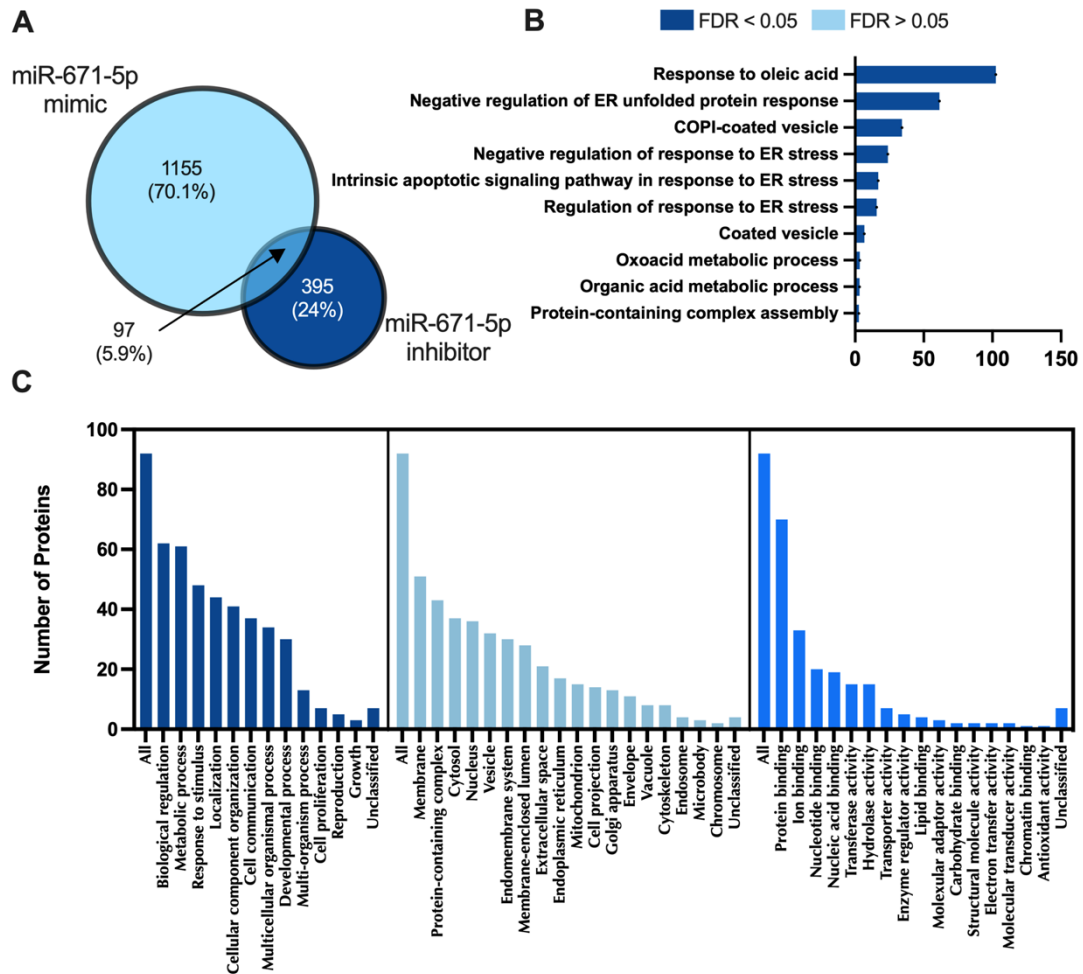 A
miR-671-5p
mimic
1155
(70.1%)
395
(24%)
97
(5.9%)
miR-671-5p
inhibitor
B
FDR < 0.05
FDR > 0.05
Response to oleic acid
Negative regulation of ER unfolded protein response
COPI-coated vesicle
Negative regulation of response to ER stress
Intrinsic apoptotic signaling pathway in response to ER stress
Regulation of response to ER stress
Coated vesicle
Oxoacid metabolic process
Organic acid metabolic process
Protein-containing complex assembly
0 50 100 150
C
Number of Proteins
100
80
60
40
20
0
All
Biological regulation
Metabolic process
Response to stimulus
Localization
Cellular component organization
Cell communication
Multicellular organismal process
Developmental process
Multi-organism process
Cell proliferation
Reproduction
Growth
Unclassified
All
Membrane
Protein-containing complex
Cytosol
Nucleus
Vesicle
Endomembrane system
Membrane-enclosed lumen
Extracellular space
Endoplasmic reticulum
Mitochondrion
Cell projection
Golgi apparatus
Envelope
Vacuole
Cytoskeleton
Endosome
Microbody
Chromosome
Unclassified
All
Protein binding
Ion binding
Nucleotide binding
Nucleic acid binding
Transferase activity
Hydrolase activity
Transporter activity
Enzyme regulator activity
Lipid binding
Molexular adaptor activity
Carbohydrate binding
Structural molecule activity
Electron transfer activity
Molecular transducer activity
Chromatin binding
Antioxidant activity
Unclassified